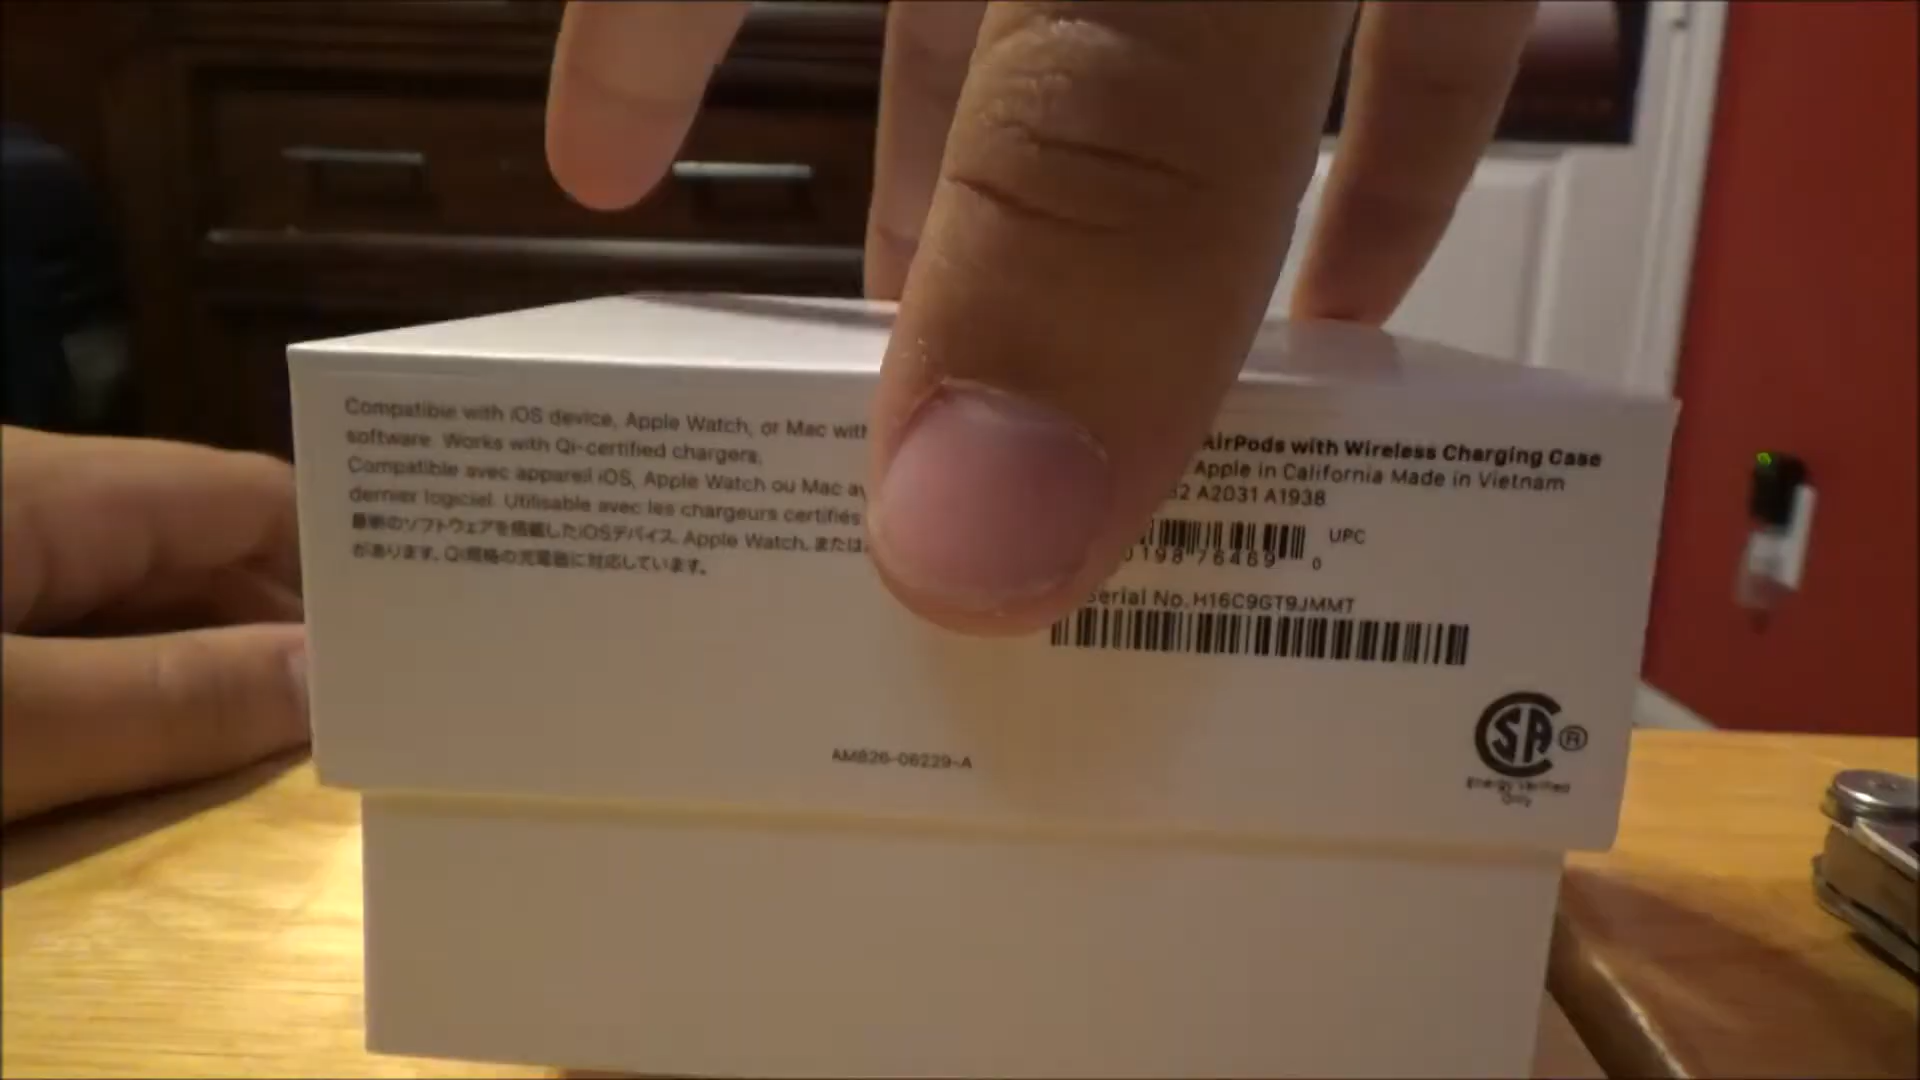 Compatible with iOS device, Apple Watch, or Mac with
software. Works with Qi-certified chargers.
Compatible avec appareil iOS, Apple Watch ou Mac av
dernier logiciel. Utilisable avec les chargeurs certifiés
最新のソフトウェアを搭載したiOSデバイス、Apple Watch、または
があります。Qi規格の充電器に対応しています。
AirPods with Wireless Charging Case
Apple in California Made in Vietnam
A2031 A1938
UPC
0198 76469 0
Serial No. H16C9GT9JMMT
AM826-06229-A
CSA ®
Energy Verified
Only